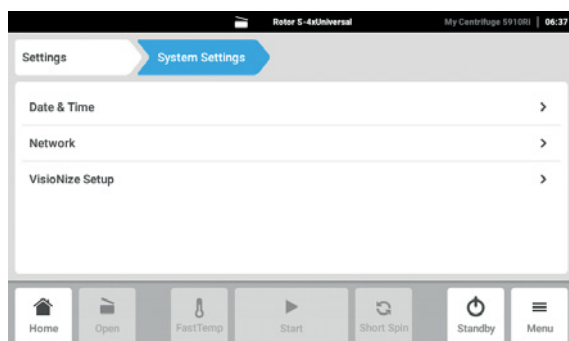 Rotor S-4xUniversal My Centrifuge 5910Ri | 06:37
Settings System Settings
Date & Time
Network
VisioNize Setup
Home Open FastTemp Start Short Spin Standby Menu